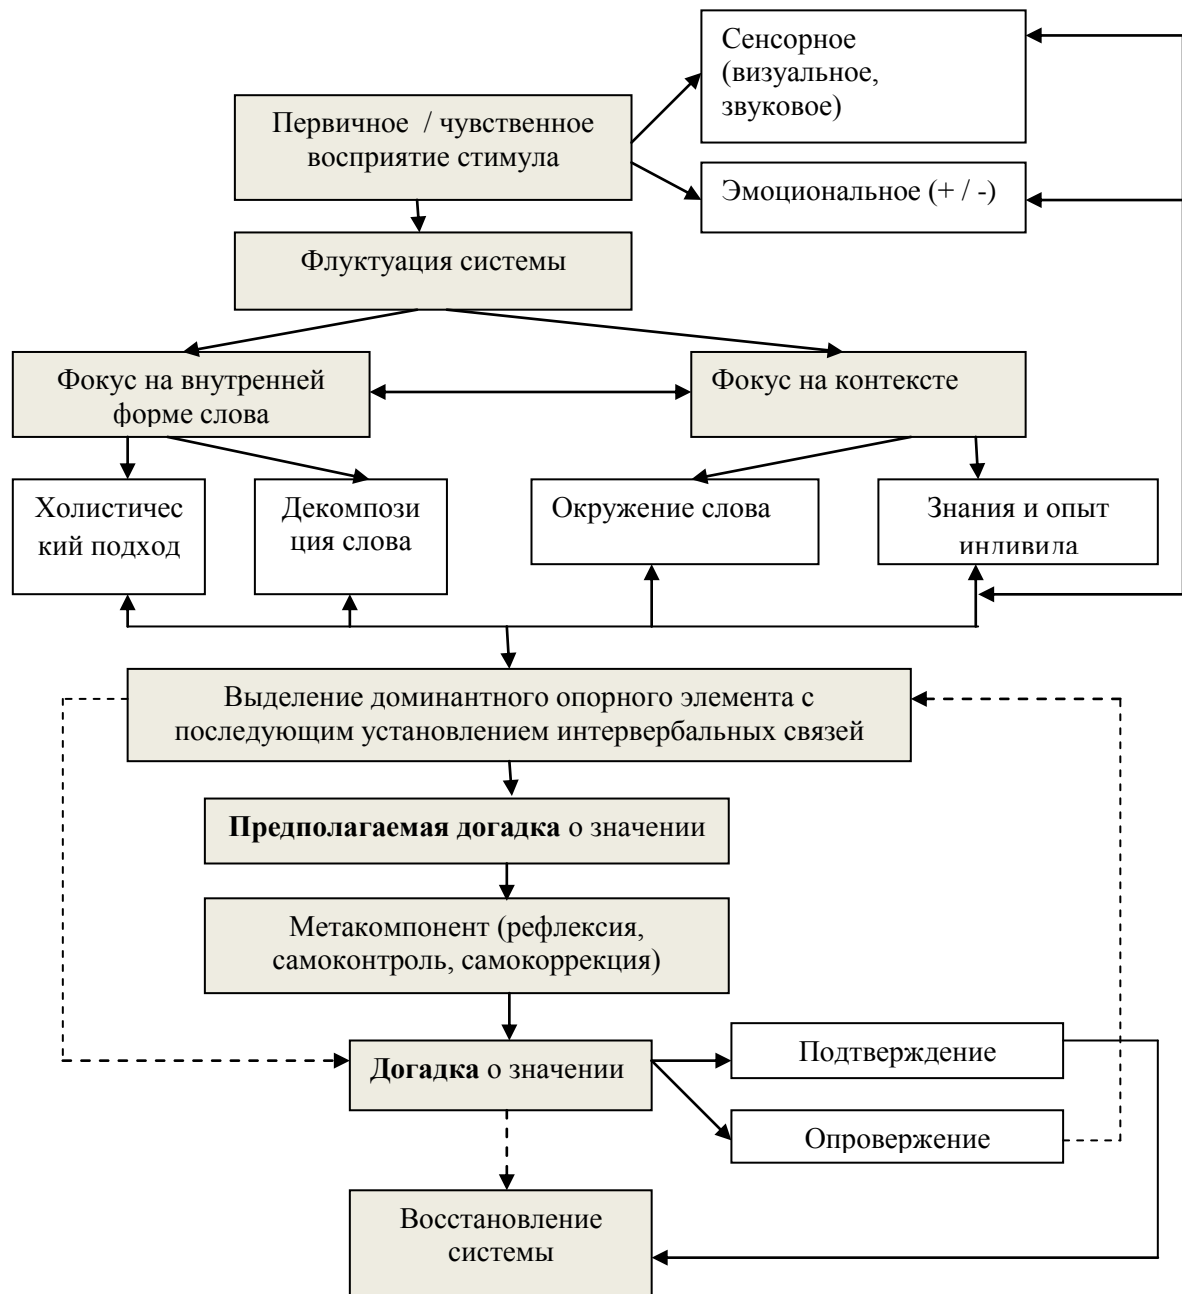 Сенсорное
(визуальное,
звуковое)
Первичное / чувственное
восприятие стимула
Эмоциональное (+ / -)
Флуктуация системы
Фокус на внутренней
форме слова
Фокус на контексте
Холистичес
кий подход
Декомпози
ция слова
Окружение слова
Знания и опыт
индивида
Выделение доминантного опорного элемента с
последующим установлением интервербальных связей
Предполагаемая догадка о значении
Метакомпонент (рефлексия,
самоконтроль, самокоррекция)
Догадка о значении
Подтверждение
Опровержение
Восстановление
системы